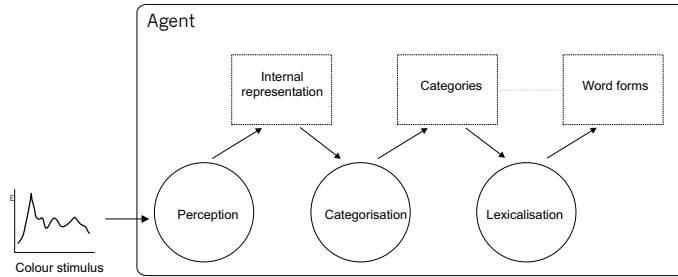 Agent
Internal
representation
Categories
Word forms
Perception
Categorisation
Lexicalisation
E
Colour stimulus